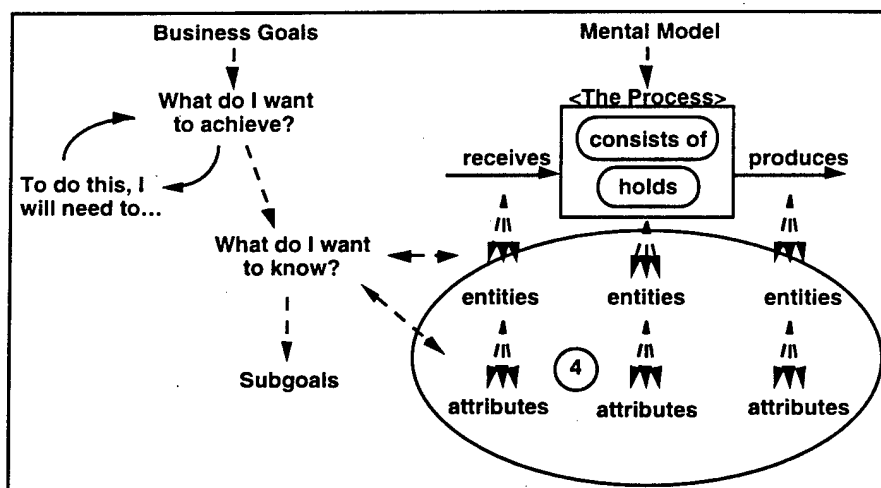 Business Goals
What do I want
to achieve?
To do this, I
will need to...
What do I want
to know?
Subgoals
Mental Model
<The Process>
receives
consists of
holds
produces
entities
entities
entities
4
attributes
attributes
attributes